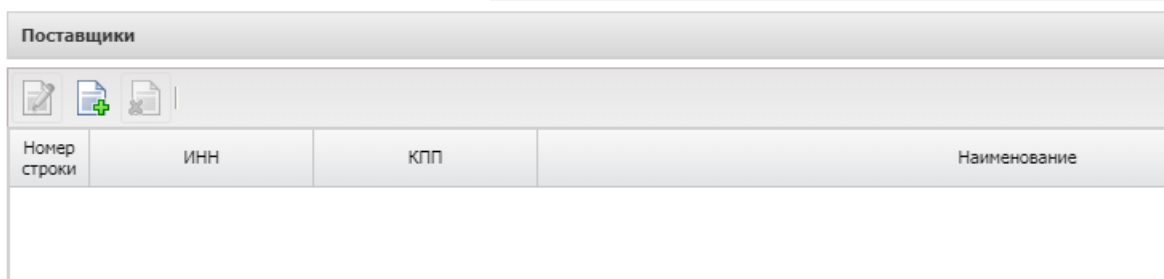 Поставщики
Номер
строки
ИНН
КПП
Наименование